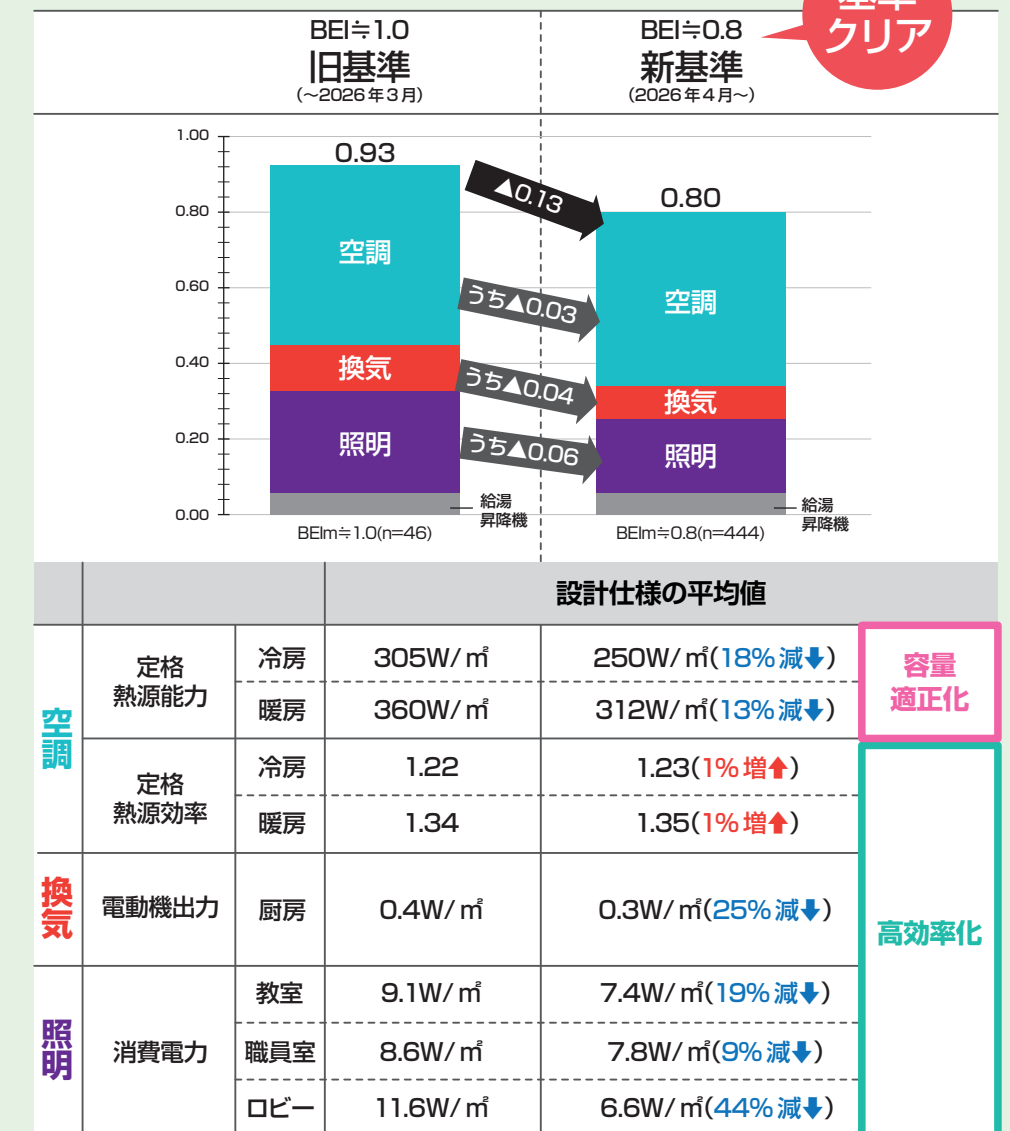 基準
クリア
BEI≒1.0
旧基準
(～2026年3月)
BEI≒0.8
新基準
(2026年4月～)
1.00
0.80
0.60
0.40
0.20
0.00
0.93
空調
換気
照明
給湯
昇降機
BEIm≒1.0(n=46)
▲0.13
うち▲0.03
うち▲0.04
うち▲0.06
0.80
空調
換気
照明
給湯
昇降機
BEIm≒0.8(n=444)
設計仕様の平均値
空調
定格
熱源能力
冷房 305W/㎡ 250W/㎡(18%減⬇)
暖房 360W/㎡ 312W/㎡(13%減⬇)
容量
適正化
定格
熱源効率
冷房 1.22 1.23(1%増⬆)
暖房 1.34 1.35(1%増⬆)
換気
電動機出力 厨房 0.4W/㎡ 0.3W/㎡(25%減⬇)
高効率化
照明
消費電力
教室 9.1W/㎡ 7.4W/㎡(19%減⬇)
職員室 8.6W/㎡ 7.8W/㎡(9%減⬇)
ロビー 11.6W/㎡ 6.6W/㎡(44%減⬇)